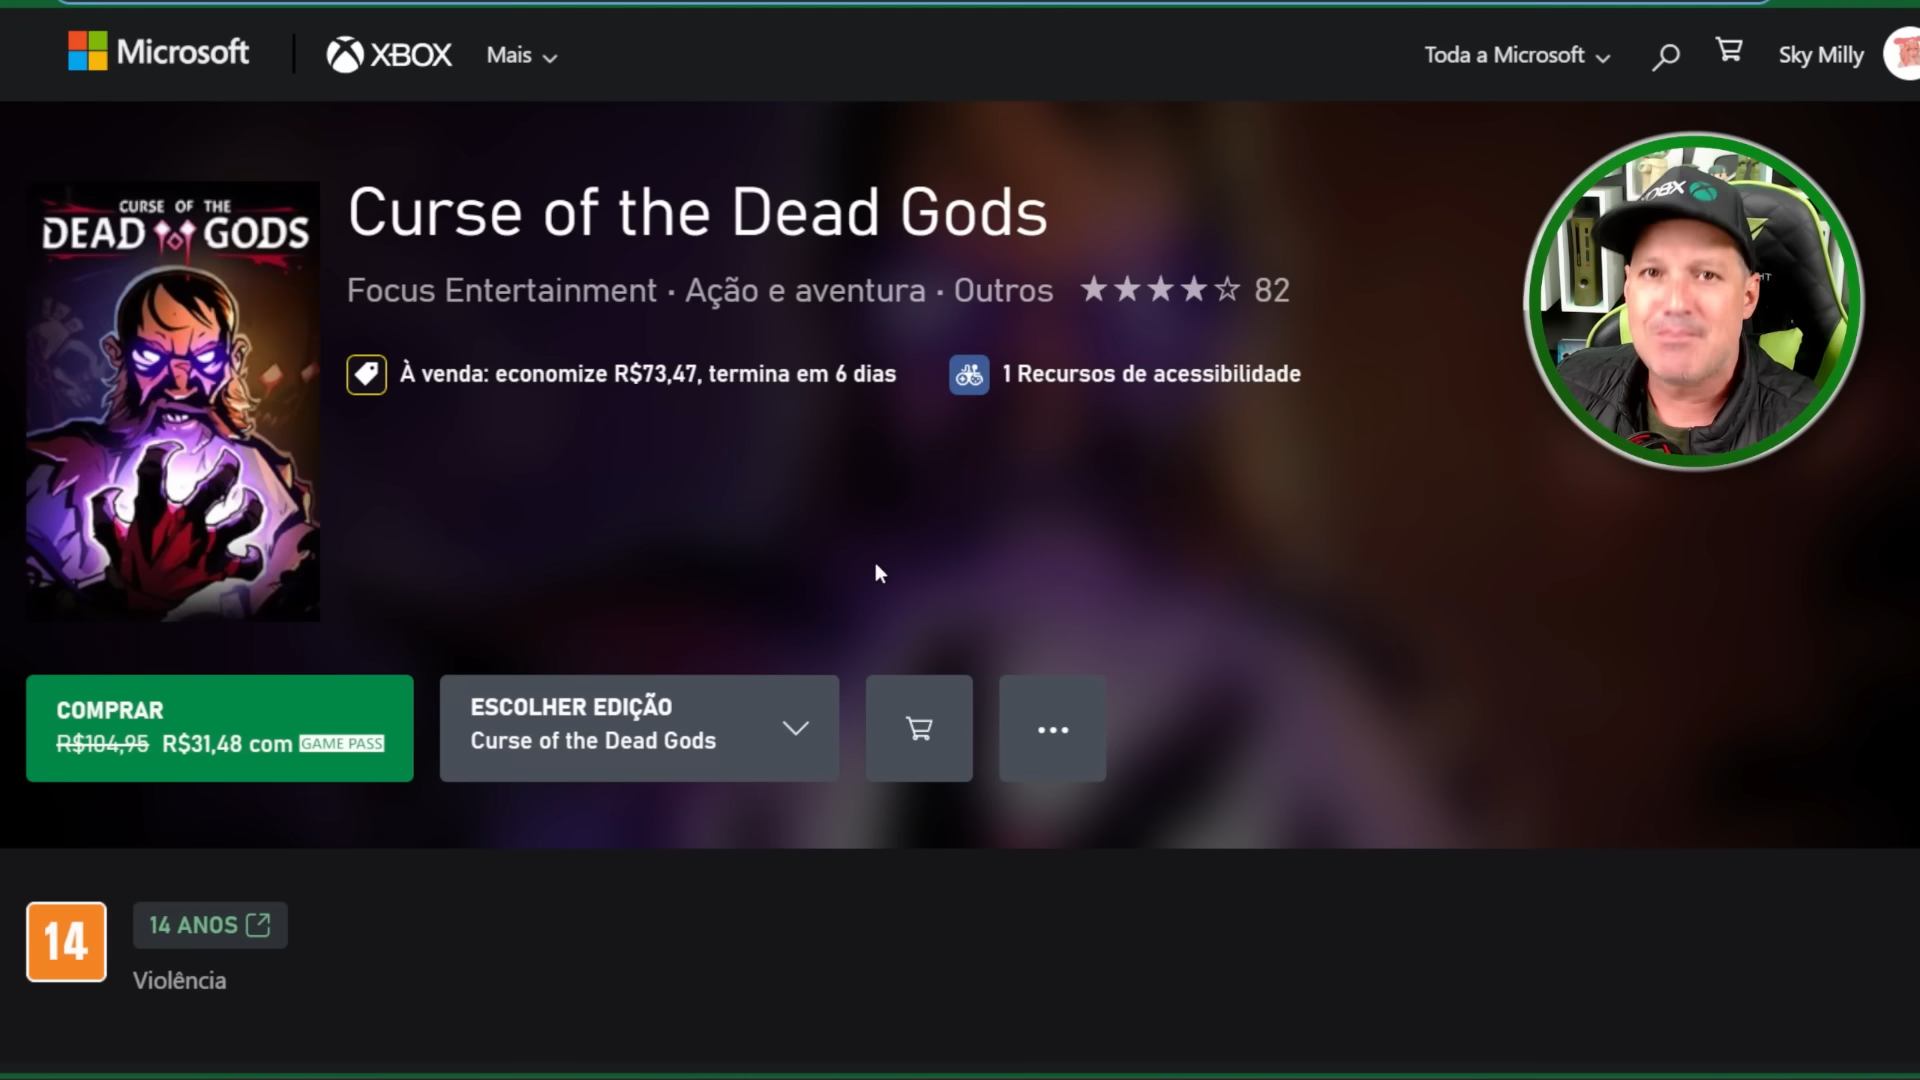 Microsoft
XBOX
Mais
Toda a Microsoft
Sky Milly
CURSE OF THE
DEAD GODS
Curse of the Dead Gods
Focus Entertainment · Ação e aventura · Outros
82
À venda: economize R$73,47, termina em 6 dias
1 Recursos de acessibilidade
COMPRAR
R$104,95 R$31,48 com GAME PASS
ESCOLHER EDIÇÃO
Curse of the Dead Gods
14
14 ANOS
Violência